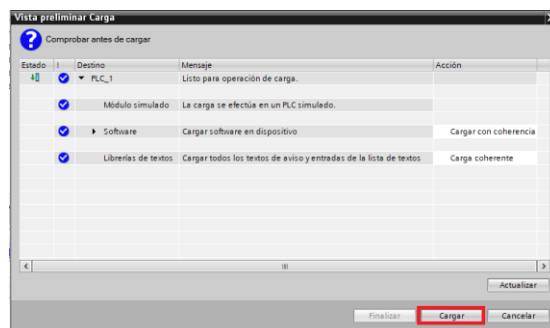 Vista preliminar Carga
Comprobar antes de cargar
Estado ! Destino Mensaje Acción
PLC_1 Listo para operación de carga.
Módulo simulado La carga se efectúa en un PLC simulado.
Software Cargar software en dispositivo Cargar con coherencia
Librerías de textos Cargar todos los textos de aviso y entradas de la lista de textos Carga coherente
Actualizar
Finalizar Cargar Cancelar